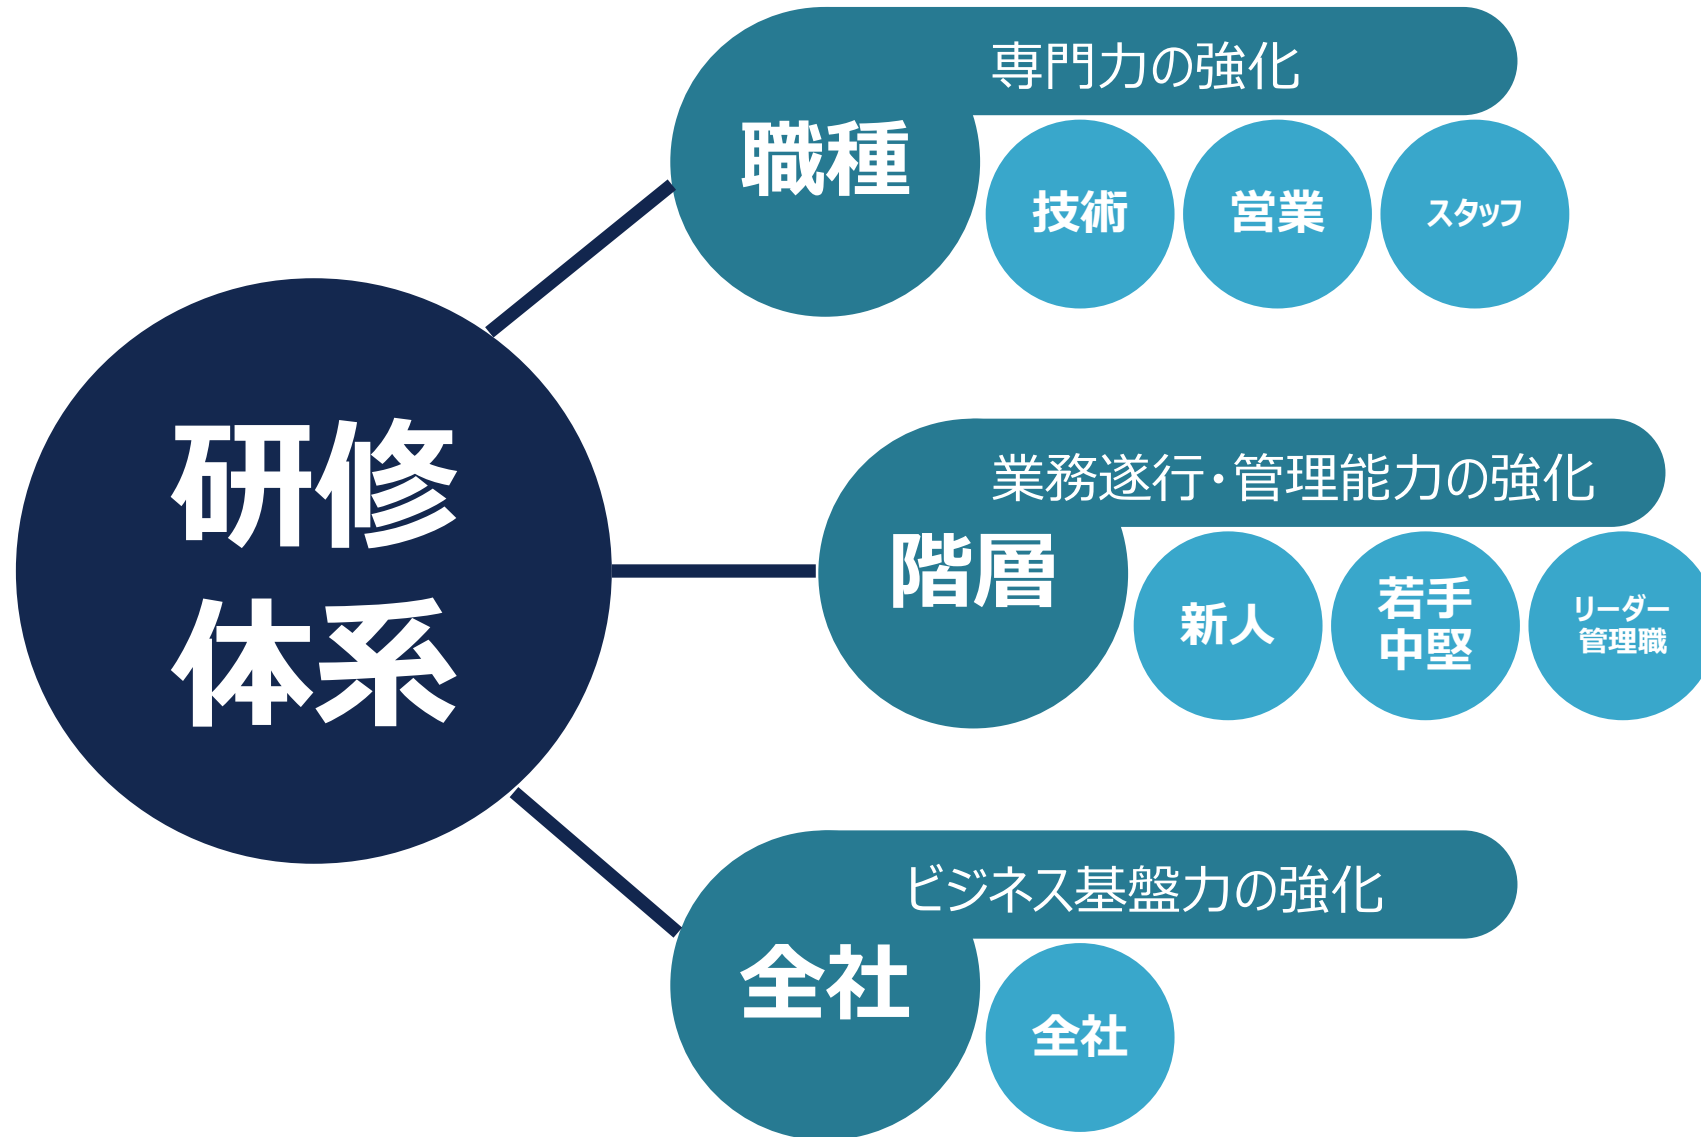 研修
体系
専門力の強化
職種
技術
営業
スタッフ
業務遂行・管理能力の強化
階層
新人
若手
中堅
リーダー
管理職
ビジネス基盤力の強化
全社
全社